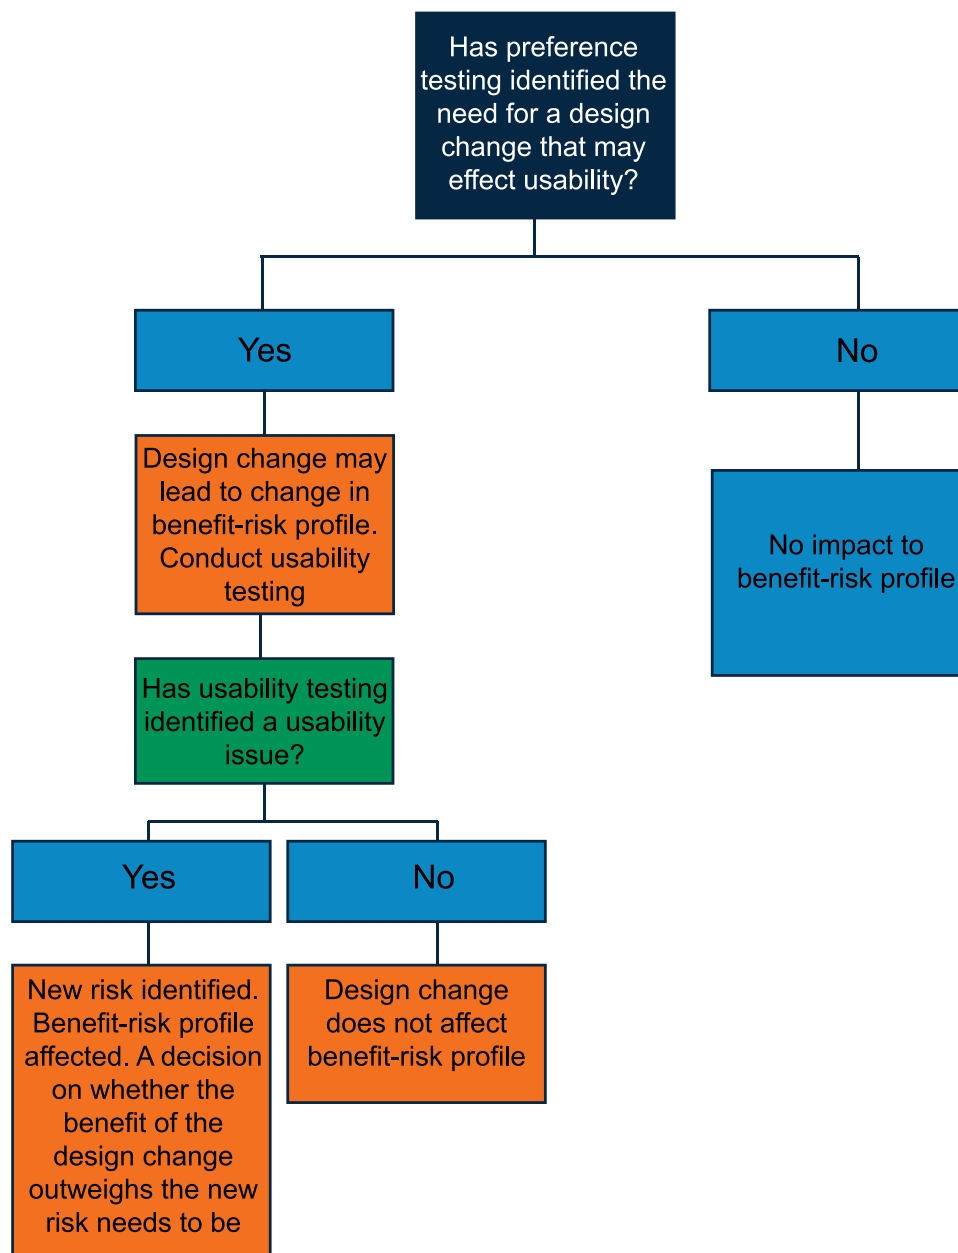 Has preference
testing identified the
need for a design
change that may
effect usability?
Yes
No
Design change may
lead to change in
benefit-risk profile.
Conduct usability
testing
No impact to
benefit-risk profile
Has usability testing
identified a usability
issue?
Yes
No
New risk identified.
Benefit-risk profile
affected. A decision
on whether the
benefit of the
design change
outweighs the new
risk needs to be
Design change
does not affect
benefit-risk profile